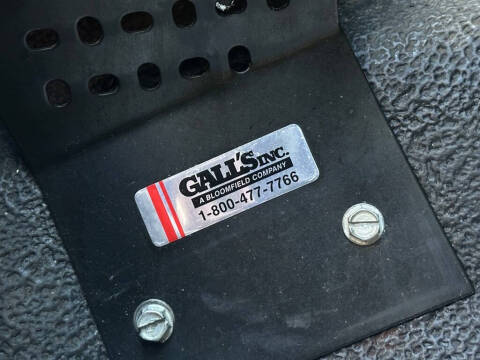 GALL'S INC.
A BLOOMFIELD COMPANY
1-800-477-7766